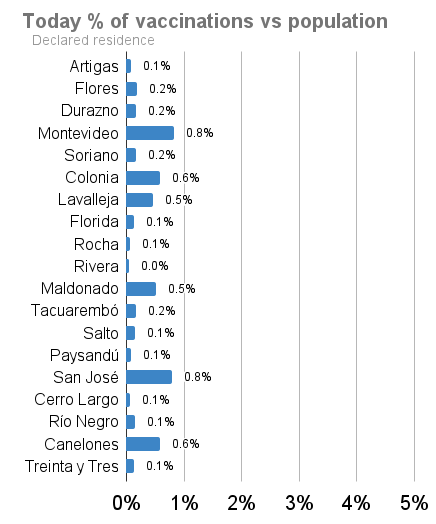 Today % of vaccinations vs population
Declared residence
Artigas 0.1%
Flores 0.2%
Durazno 0.2%
Montevideo 0.8%
Soriano 0.2%
Colonia 0.6%
Lavalleja 0.5%
Florida 0.1%
Rocha 0.1%
Rivera 0.0%
Maldonado 0.5%
Tacuarembó 0.2%
Salto 0.1%
Paysandú 0.1%
San José 0.8%
Cerro Largo 0.1%
Río Negro 0.1%
Canelones 0.6%
Treinta y Tres 0.1%
0% 1% 2% 3% 4% 5%